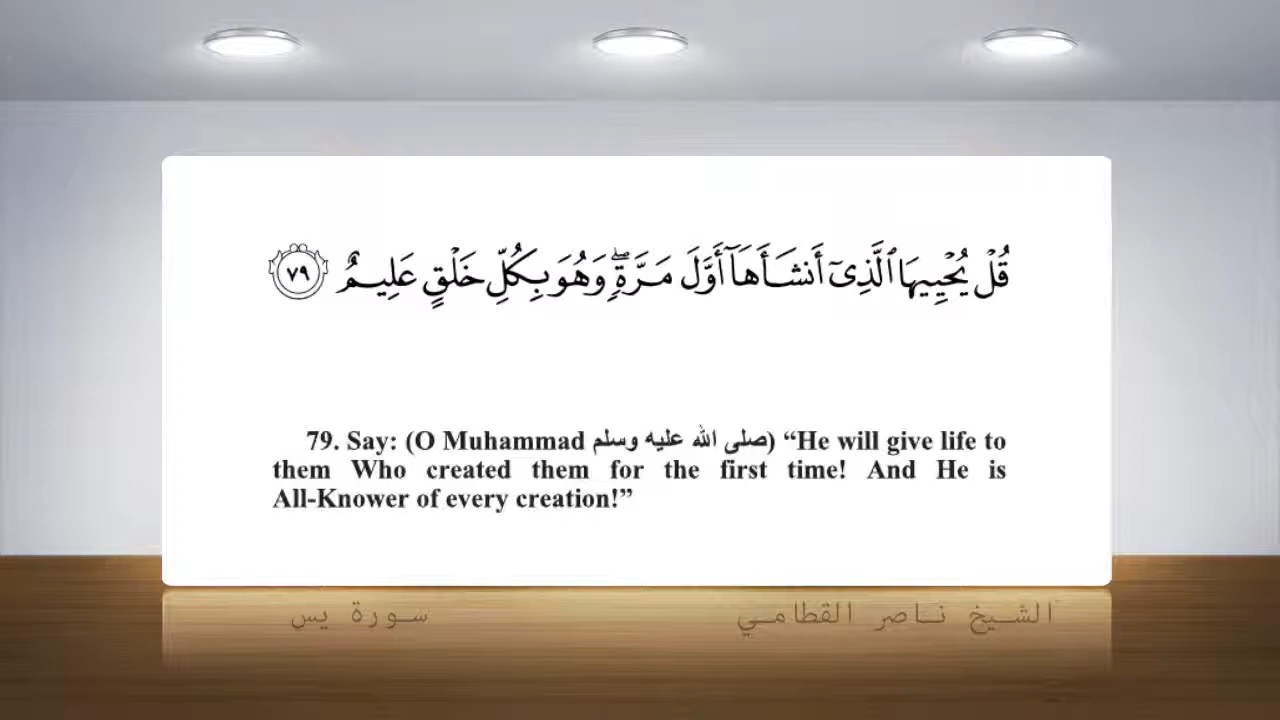 قُلْ يُحْيِيهَا ٱلَّذِىٓ أَنشَأَهَآ أَوَّلَ مَرَّةٍ ۖ وَهُوَ بِكُلِّ خَلْقٍ عَلِيمٌ ٧٩
79. Say: (O Muhammad صلى الله عليه وسلم) “He will give life to
them Who created them for the first time! And He is
All-Knower of every creation!”
الشيخ ناصر القطامي سورة يس